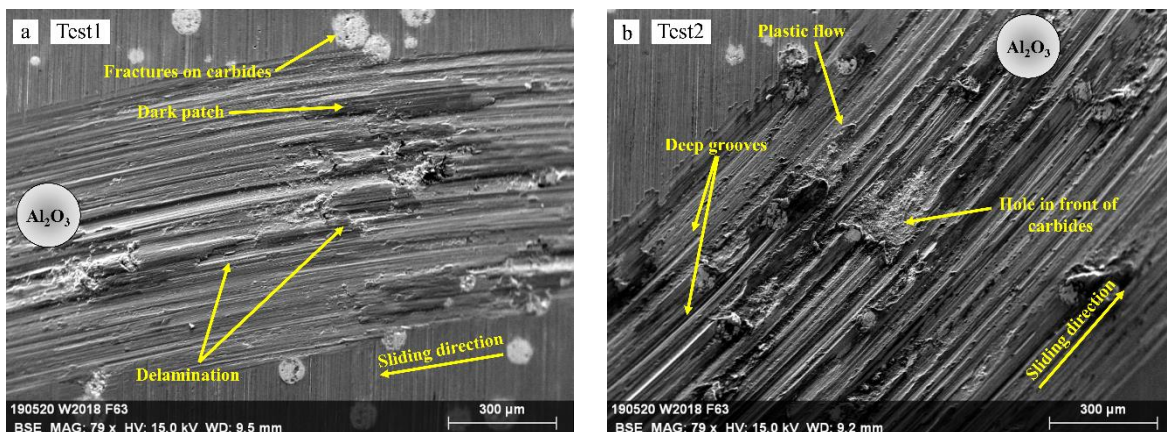 a
Test1
Fractures on carbides
Dark patch
Al₂O₃
Delamination
Sliding direction
190520 W2018 F63
BSE MAG: 79 x HV: 15.0 kV WD: 9.5 mm
300 µm
b
Test2
Plastic flow
Al₂O₃
Deep grooves
Hole in front of
carbides
Sliding direction
190520 W2018 F63
BSE MAG: 79 x HV: 15.0 kV WD: 9.2 mm
300 µm